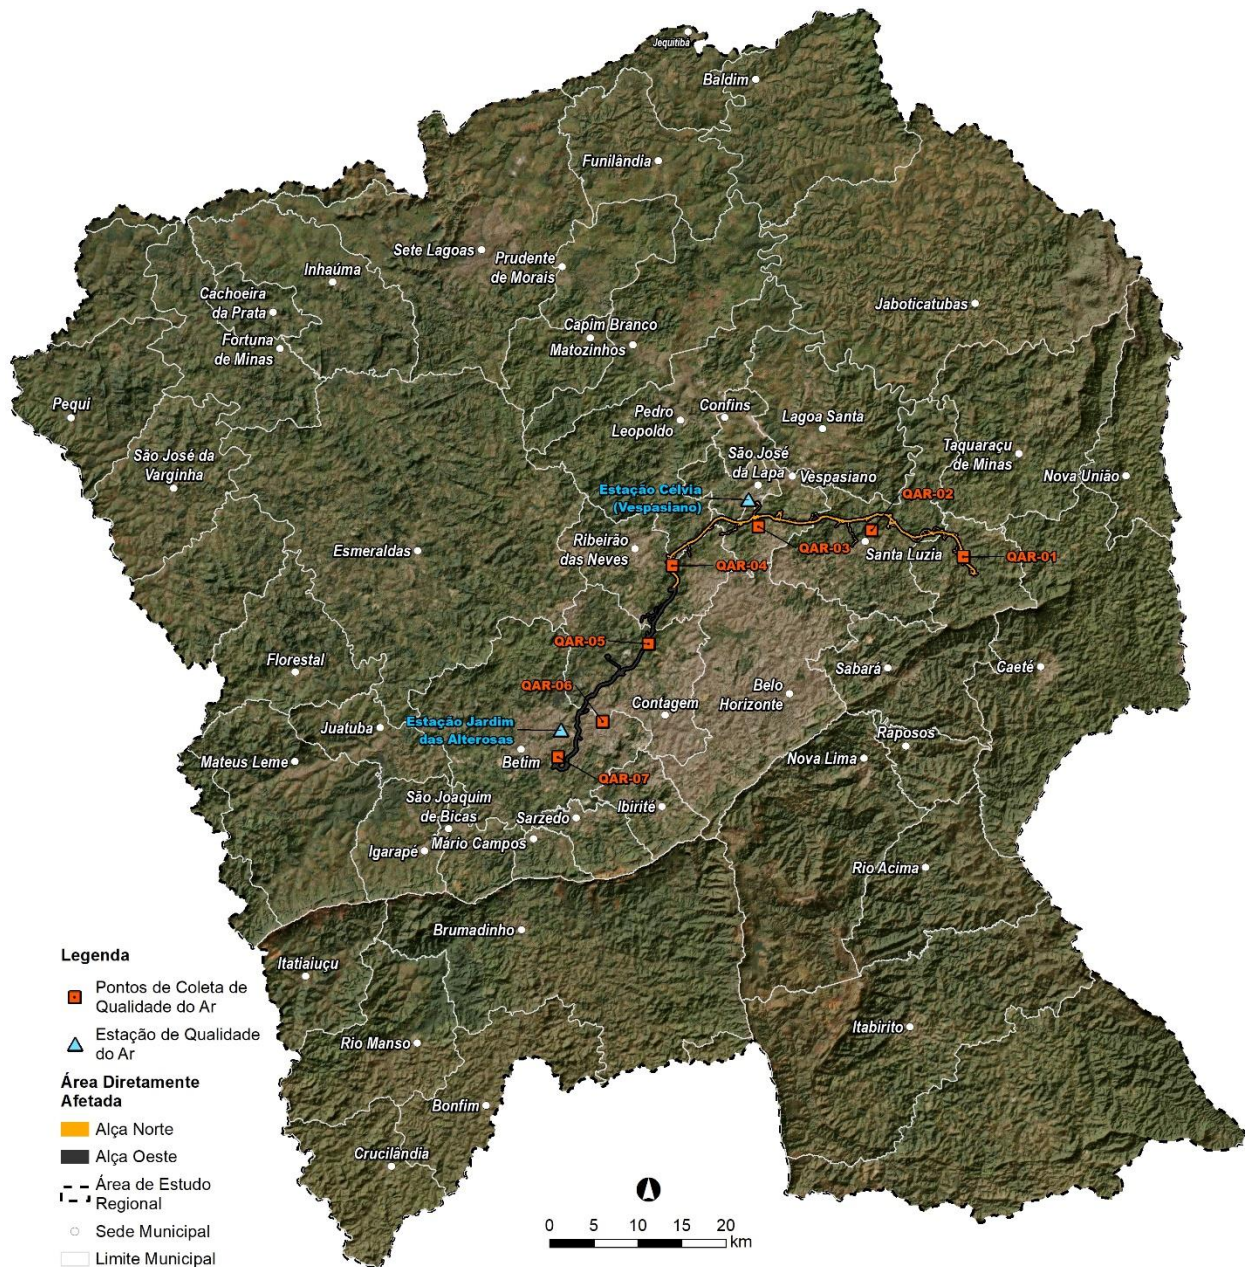 Jequitibá
Baldim
Funilândia
Sete Lagoas
Prudente
de Morais
Inhaúma
Cachoeira
da Prata
Jaboticatubas
Capim Branco
Fortuna
de Minas
Matozinhos
Pequi
Pedro
Leopoldo
Confins
Lagoa Santa
São José da
Varginha
São José
da Lapa
Taquaraçu
de Minas
Vespasiano
Nova União
Estação Célvia
(Vespasiano)
QAR-02
Esmeraldas
Ribeirão
das Neves
QAR-03
Santa Luzia
QAR-01
QAR-04
QAR-05
Florestal
Sabará
Caeté
QAR-06
Belo
Horizonte
Contagem
Juatuba
Estação Jardim
das Alterosas
Raposos
Mateus Leme
Betim
Nova Lima
QAR-07
São Joaquim
de Bicas
Ibirité
Sarzedo
Mário Campos
Igarapé
Rio Acima
Brumadinho
Itatiaiuçu
Itabirito
Rio Manso
Bonfim
Crucilândia
Legenda
Pontos de Coleta de
Qualidade do Ar
Estação de Qualidade
do Ar
Área Diretamente
Afetada
Alça Norte
Alça Oeste
Área de Estudo
Regional
Sede Municipal
Limite Municipal
0 5 10 15 20
km